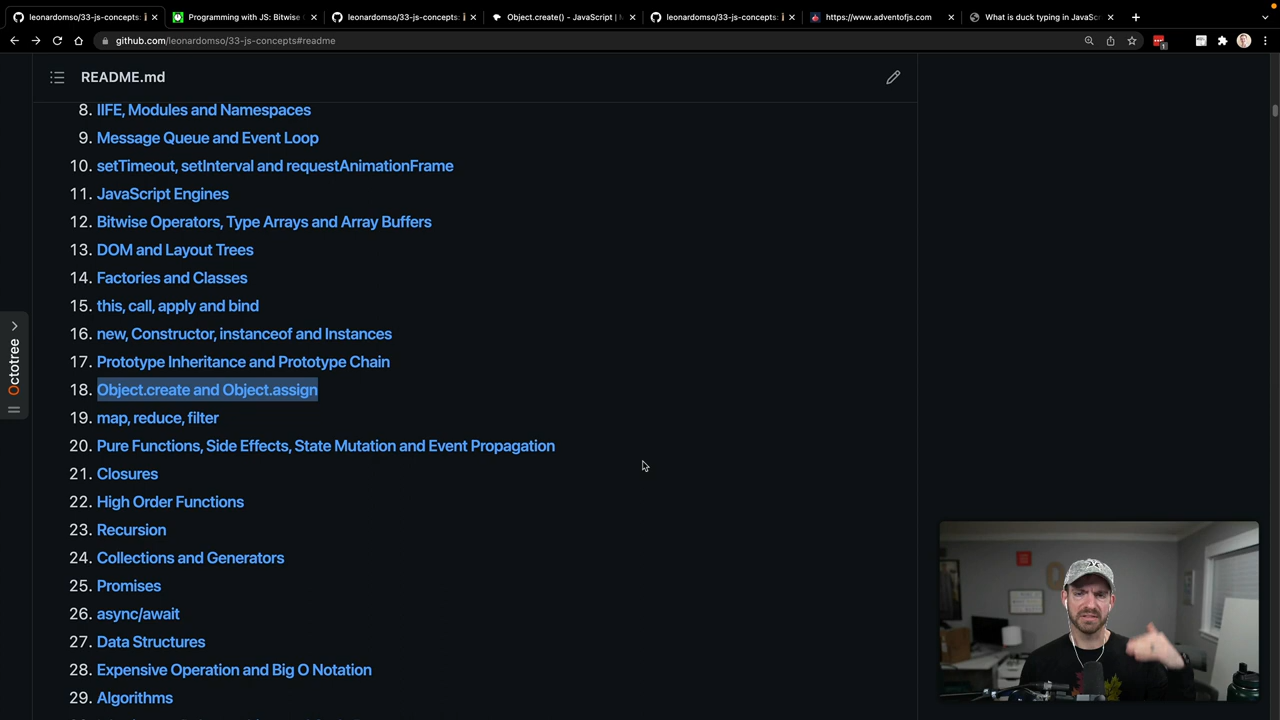 leonardomso/33-js-concepts:
Programming with JS: Bitwise
leonardomso/33-js-concepts:
Object.create() - JavaScript | M
leonardomso/33-js-concepts:
https://www.adventofjs.com
What is duck typing in JavaSc
github.com/leonardomso/33-js-concepts#readme
README.md
8. IIFE, Modules and Namespaces
9. Message Queue and Event Loop
10. setTimeout, setInterval and requestAnimationFrame
11. JavaScript Engines
12. Bitwise Operators, Type Arrays and Array Buffers
13. DOM and Layout Trees
14. Factories and Classes
15. this, call, apply and bind
16. new, Constructor, instanceof and Instances
17. Prototype Inheritance and Prototype Chain
18. Object.create and Object.assign
19. map, reduce, filter
20. Pure Functions, Side Effects, State Mutation and Event Propagation
21. Closures
22. High Order Functions
23. Recursion
24. Collections and Generators
25. Promises
26. async/await
27. Data Structures
28. Expensive Operation and Big O Notation
29. Algorithms
Octotree